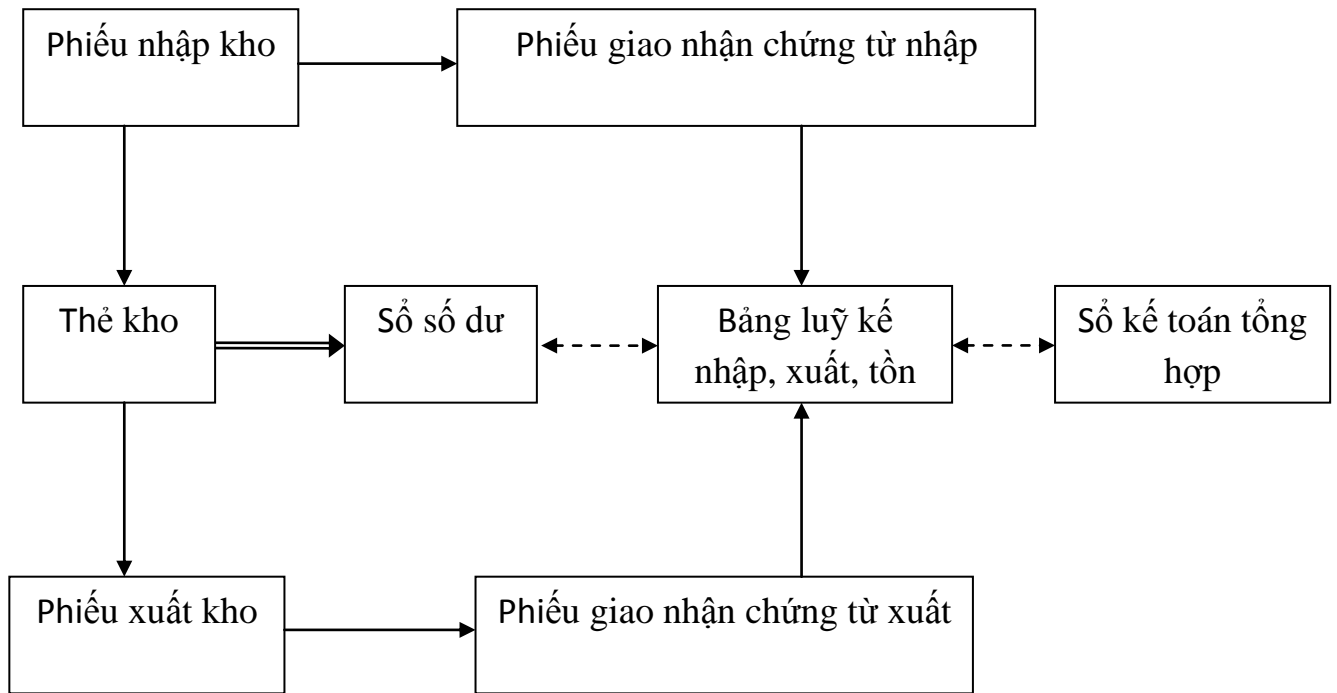 Phiếu nhập kho
Phiếu giao nhận chứng từ nhập
Thẻ kho
Sổ số dư
Bảng luỹ kế
nhập, xuất, tồn
Sổ kế toán tổng
hợp
Phiếu xuất kho
Phiếu giao nhận chứng từ xuất